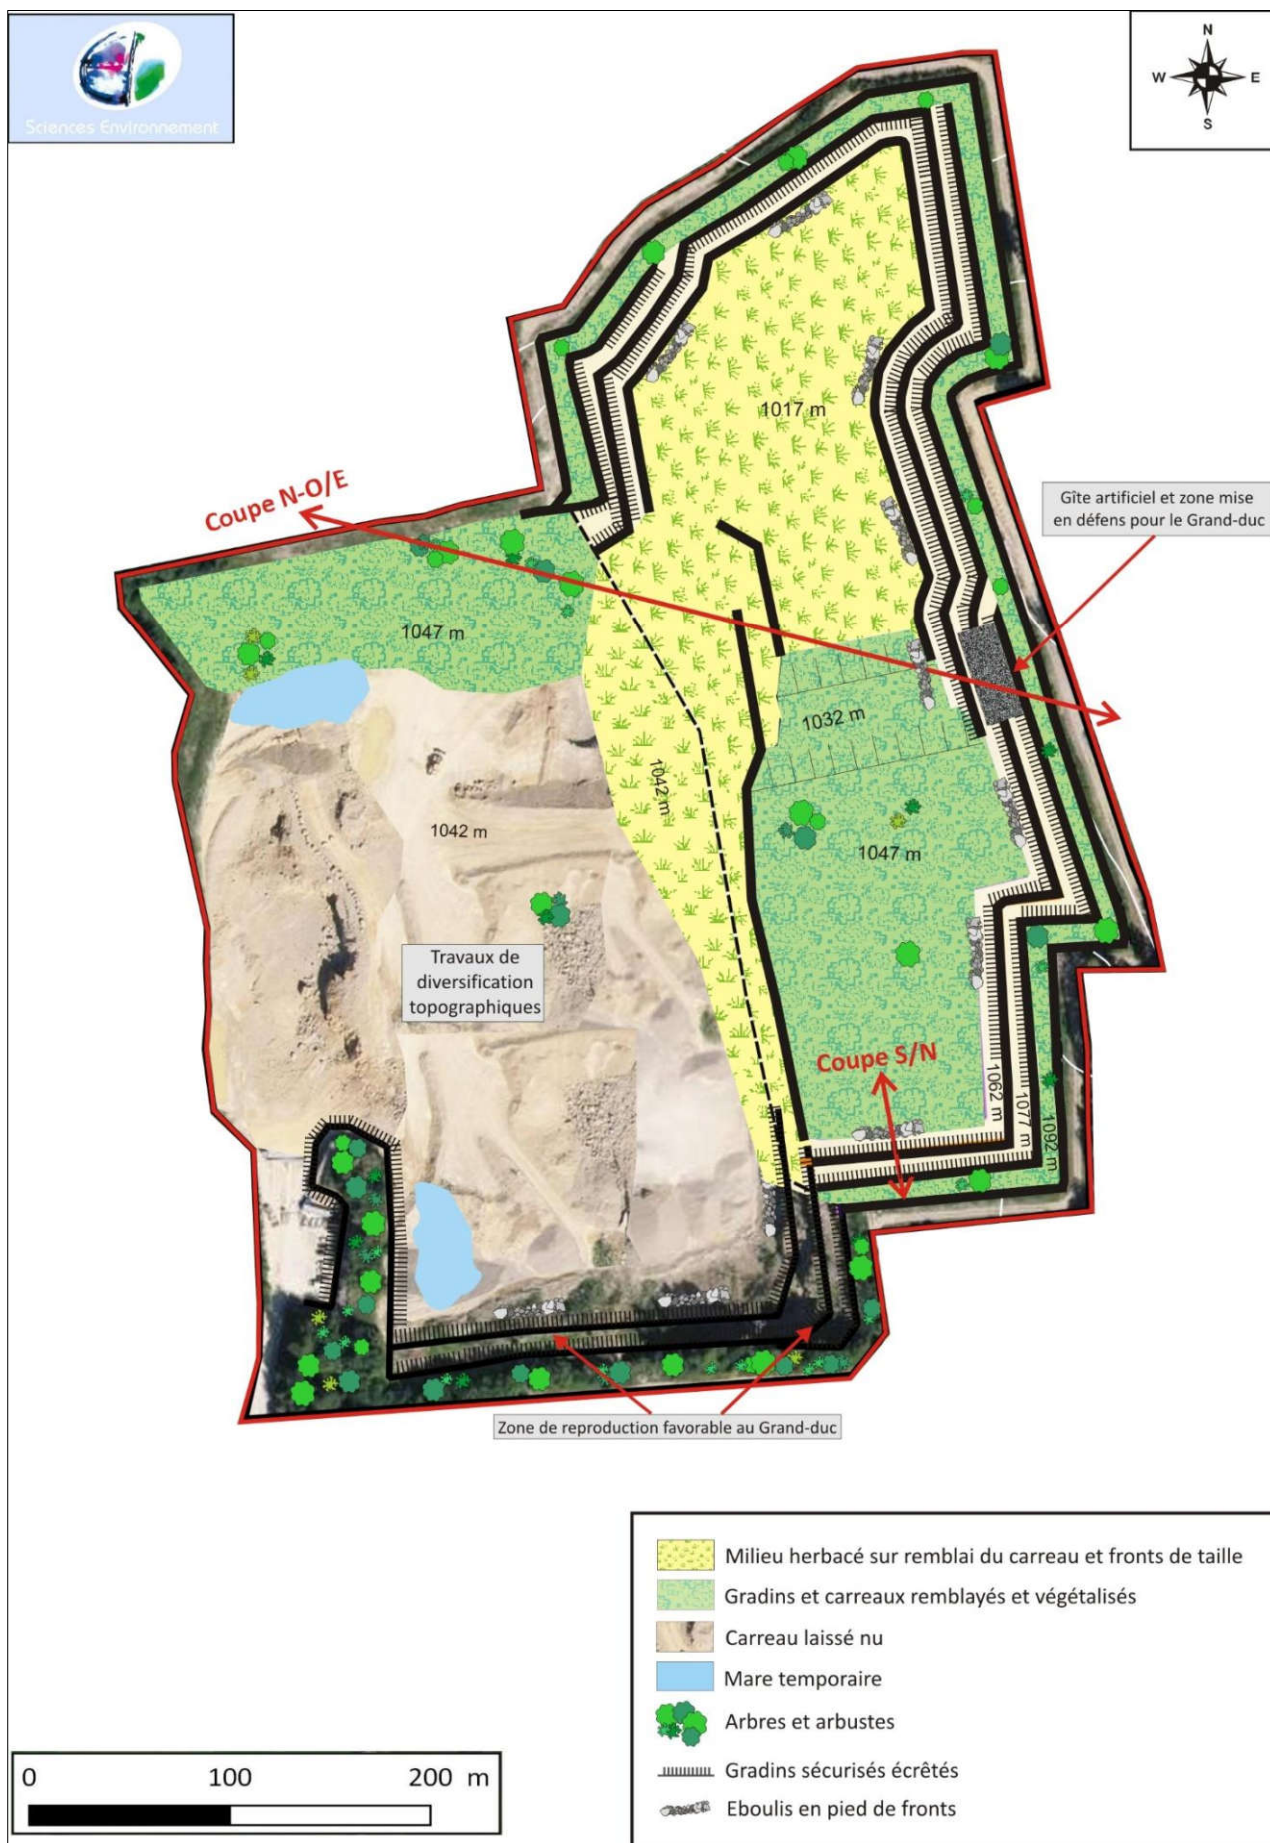 Sciences Environnement
N
W E
S
1017 m
Coupe N-O/E
Gîte artificiel et zone mise
en défens pour le Grand-duc
1047 m
1032 m
1042 m
1042 m
1047 m
Travaux de
diversification
topographiques
Coupe S/N
1062 m
1077 m
1092 m
Zone de reproduction favorable au Grand-duc
Milieu herbacé sur remblai du carreau et fronts de taille
Gradins et carreaux remblayés et végétalisés
Carreau laissé nu
Mare temporaire
Arbres et arbustes
Gradins sécurisés écrêtés
Eboulis en pied de fronts
0 100 200 m